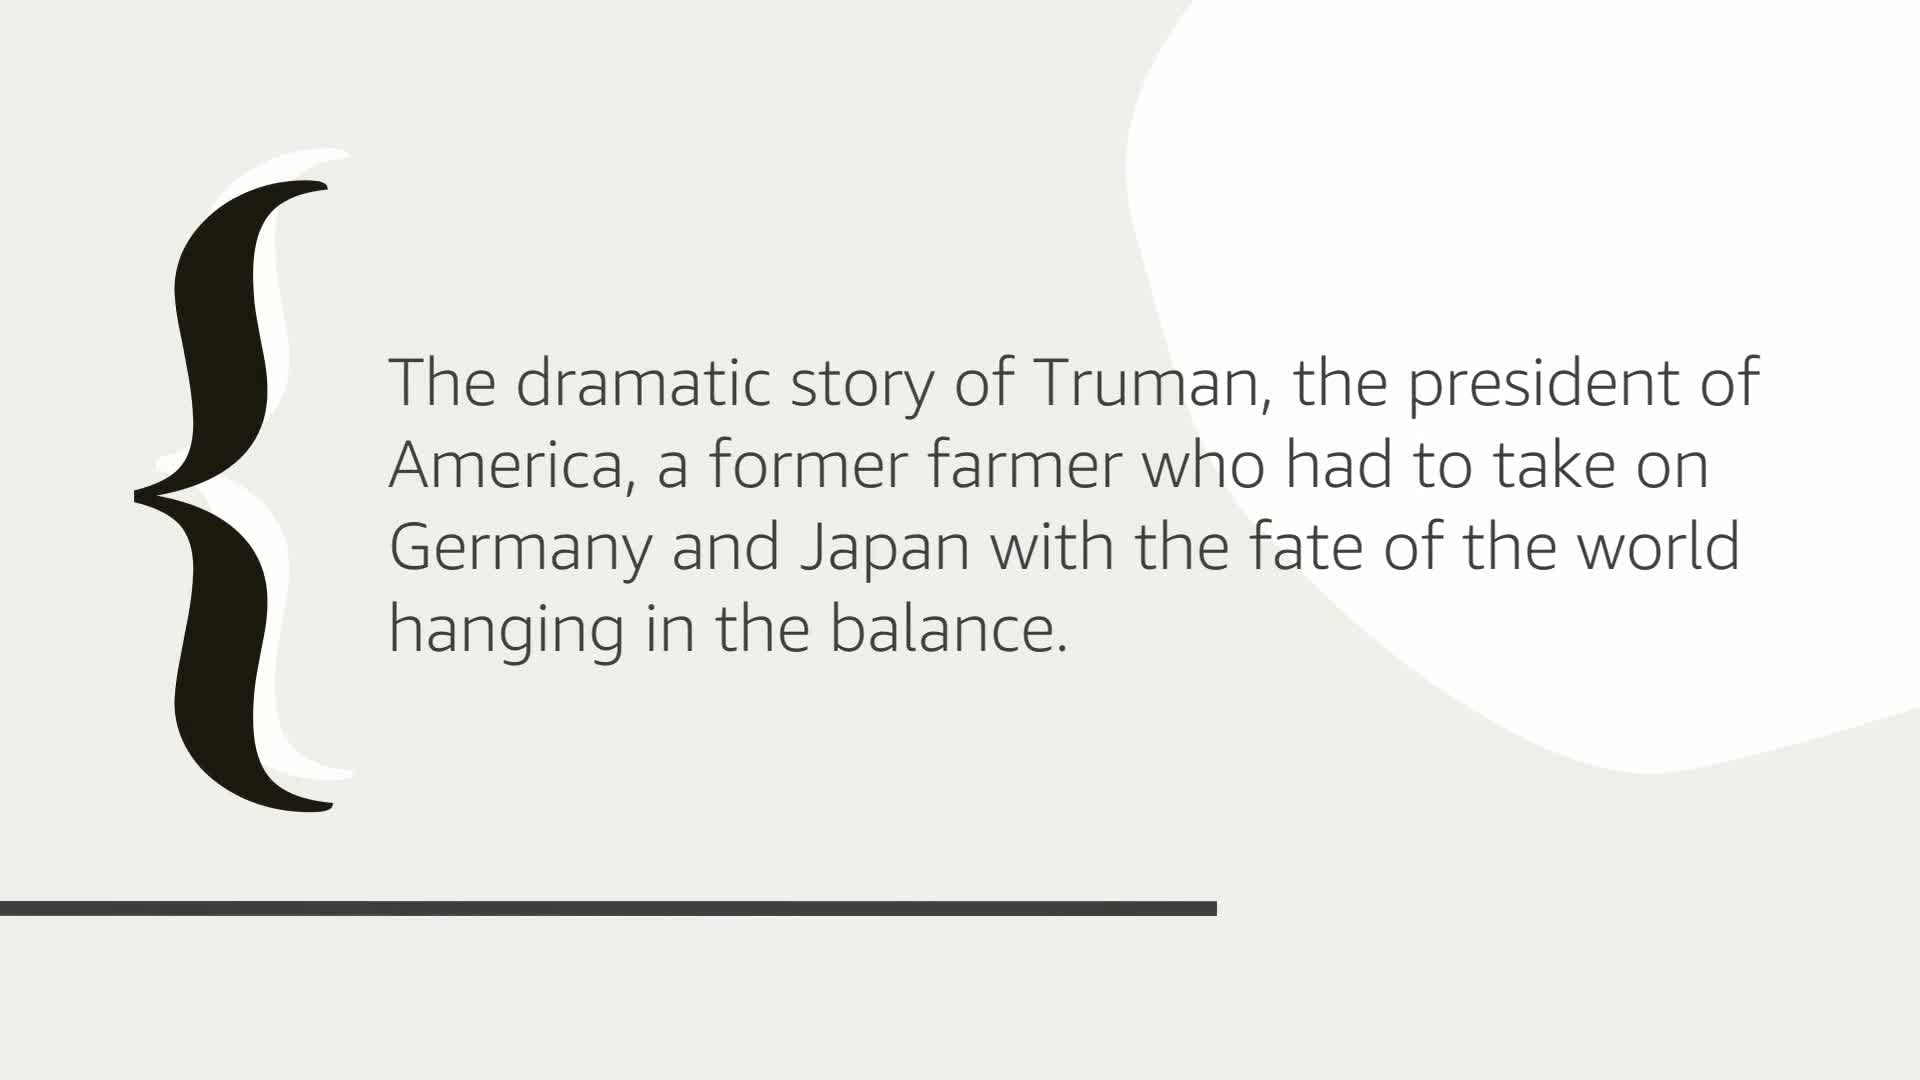 The dramatic story of Truman, the president of
America, a former farmer who had to take on
Germany and Japan with the fate of the world
hanging in the balance.